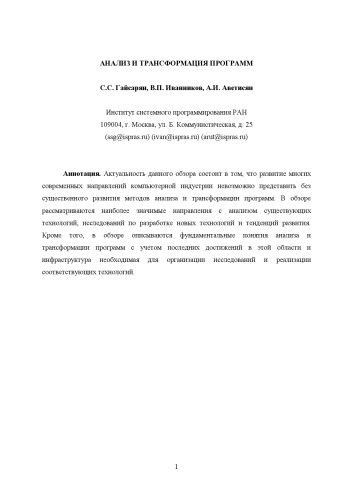 АНАЛИЗ И ТРАНСФОРМАЦИЯ ПРОГРАММ
С.С. Гайсарян, В.П. Иванников, А.И. Аветисян
Институт системного программирования РАН
109004, г. Москва, ул. Б. Коммунистическая, д. 25
(ssg@ispras.ru) (ivan@ispras.ru) (arut@ispras.ru)
Аннотация. Актуальность данного обзора состоит в том, что развитие многих
современных направлений компьютерной индустрии невозможно представить без
существенного развития методов анализа и трансформации программ. В обзоре
рассматриваются наиболее значимые направления с анализом существующих
технологий, исследований по разработке новых технологий и тенденций развития.
Кроме того, в обзоре описываются фундаментальные понятия анализа и
трансформации программ с учетом последних достижений в этой области и
инфраструктура необходимая для организации исследований и реализации
соответствующих технологий.
1